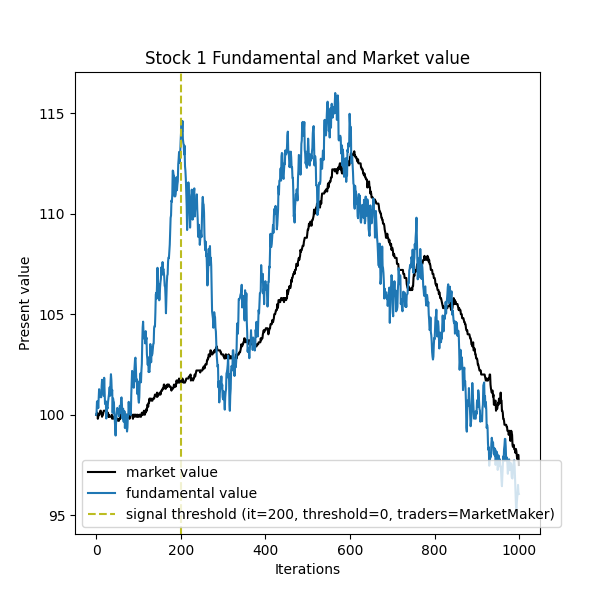 Stock 1 Fundamental and Market value
115
110
105
100
95
Present value
market value
fundamental value
signal threshold (it=200, threshold=0, traders=MarketMaker)
0 200 400 600 800 1000
Iterations